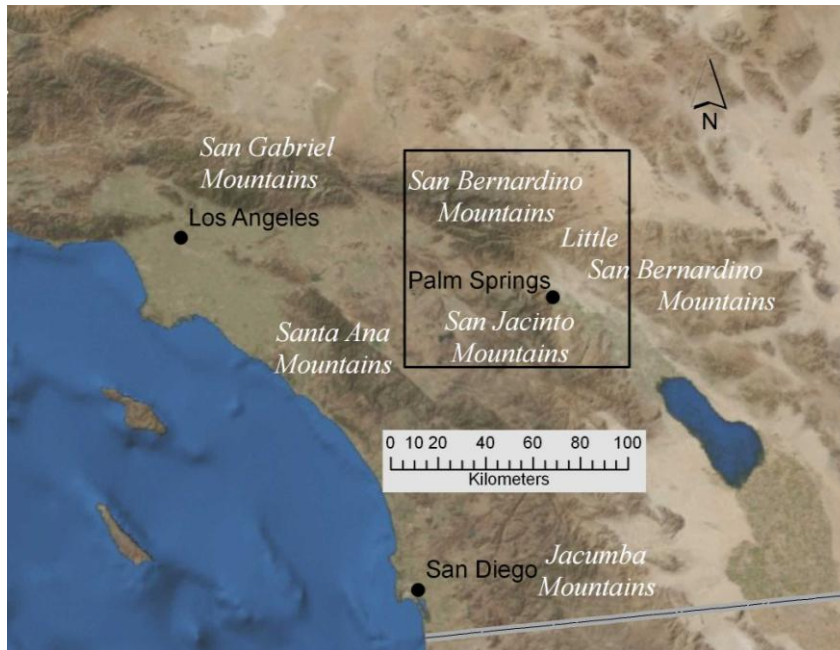 N
San Gabriel
Mountains
Los Angeles
San Bernardino
Mountains
Little
San Bernardino
Mountains
Palm Springs
San Jacinto
Mountains
Santa Ana
Mountains
0 10 20 40 60 80 100
Kilometers
San Diego
Jacumba
Mountains